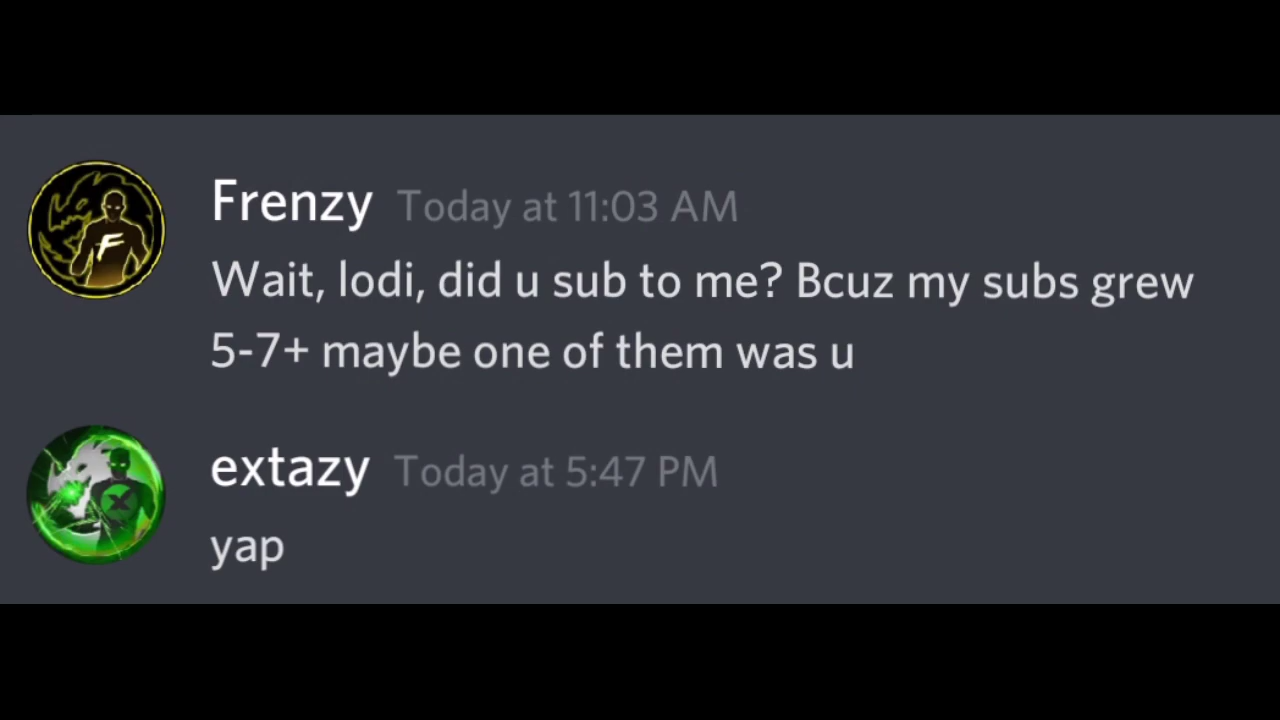 Frenzy Today at 11:03 AM
Wait, lodi, did u sub to me? Bcuz my subs grew
5-7+ maybe one of them was u
extazy Today at 5:47 PM
yap
F
X